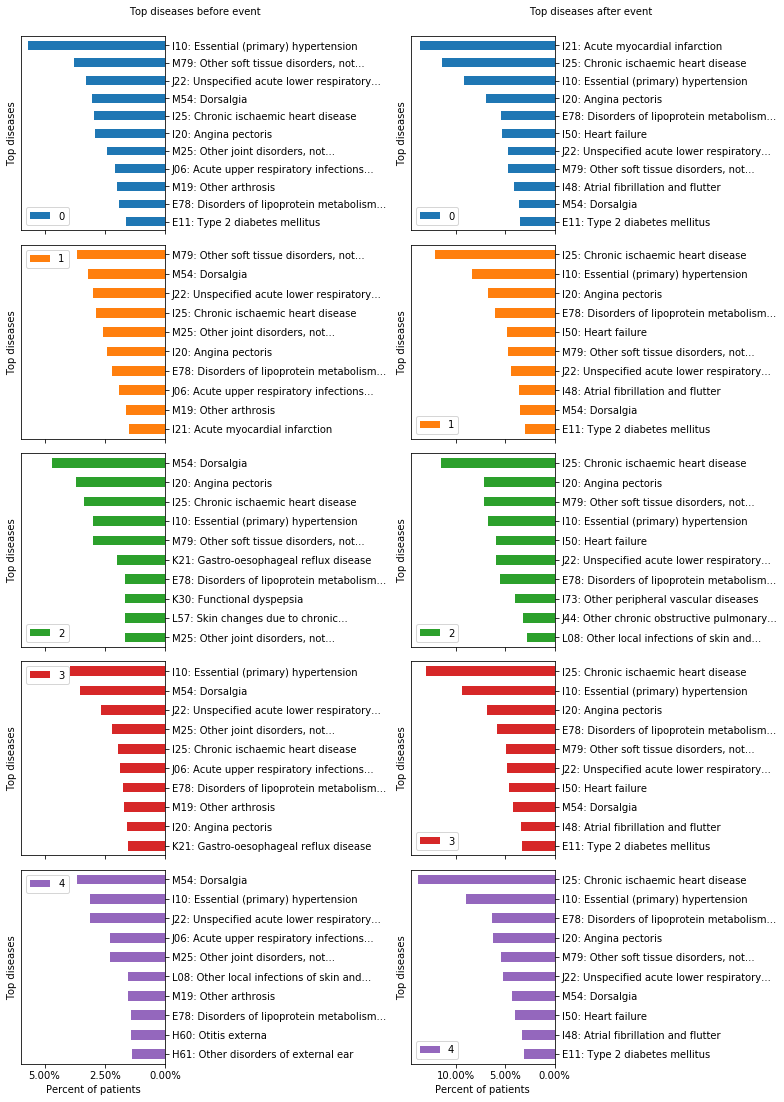 Top diseases before event
Top diseases after event
I10: Essential (primary) hypertension
M79: Other soft tissue disorders, not...
J22: Unspecified acute lower respiratory...
M54: Dorsalgia
I25: Chronic ischaemic heart disease
I20: Angina pectoris
M25: Other joint disorders, not...
J06: Acute upper respiratory infections...
M19: Other arthrosis
E78: Disorders of lipoprotein metabolism...
E11: Type 2 diabetes mellitus
Top diseases
0
I21: Acute myocardial infarction
I25: Chronic ischaemic heart disease
I10: Essential (primary) hypertension
I20: Angina pectoris
E78: Disorders of lipoprotein metabolism...
I50: Heart failure
J22: Unspecified acute lower respiratory...
M79: Other soft tissue disorders, not...
I48: Atrial fibrillation and flutter
M54: Dorsalgia
E11: Type 2 diabetes mellitus
Top diseases
0
M79: Other soft tissue disorders, not...
M54: Dorsalgia
J22: Unspecified acute lower respiratory...
I25: Chronic ischaemic heart disease
M25: Other joint disorders, not...
I20: Angina pectoris
E78: Disorders of lipoprotein metabolism...
J06: Acute upper respiratory infections...
M19: Other arthrosis
I21: Acute myocardial infarction
Top diseases
1
I25: Chronic ischaemic heart disease
I10: Essential (primary) hypertension
I20: Angina pectoris
E78: Disorders of lipoprotein metabolism...
I50: Heart failure
M79: Other soft tissue disorders, not...
J22: Unspecified acute lower respiratory...
I48: Atrial fibrillation and flutter
M54: Dorsalgia
E11: Type 2 diabetes mellitus
Top diseases
1
M54: Dorsalgia
I20: Angina pectoris
I25: Chronic ischaemic heart disease
I10: Essential (primary) hypertension
M79: Other soft tissue disorders, not...
K21: Gastro-oesophageal reflux disease
E78: Disorders of lipoprotein metabolism...
K30: Functional dyspepsia
L57: Skin changes due to chronic...
M25: Other joint disorders, not...
Top diseases
2
I25: Chronic ischaemic heart disease
I20: Angina pectoris
M79: Other soft tissue disorders, not...
I10: Essential (primary) hypertension
I50: Heart failure
J22: Unspecified acute lower respiratory...
E78: Disorders of lipoprotein metabolism...
I73: Other peripheral vascular diseases
J44: Other chronic obstructive pulmonary...
L08: Other local infections of skin and...
Top diseases
2
I10: Essential (primary) hypertension
M54: Dorsalgia
J22: Unspecified acute lower respiratory...
M25: Other joint disorders, not...
I25: Chronic ischaemic heart disease
J06: Acute upper respiratory infections...
E78: Disorders of lipoprotein metabolism...
M19: Other arthrosis
I20: Angina pectoris
K21: Gastro-oesophageal reflux disease
Top diseases
3
I25: Chronic ischaemic heart disease
I10: Essential (primary) hypertension
I20: Angina pectoris
E78: Disorders of lipoprotein metabolism...
M79: Other soft tissue disorders, not...
J22: Unspecified acute lower respiratory...
I50: Heart failure
M54: Dorsalgia
I48: Atrial fibrillation and flutter
E11: Type 2 diabetes mellitus
Top diseases
3
M54: Dorsalgia
I10: Essential (primary) hypertension
J22: Unspecified acute lower respiratory...
J06: Acute upper respiratory infections...
M25: Other joint disorders, not...
L08: Other local infections of skin and...
M19: Other arthrosis
E78: Disorders of lipoprotein metabolism...
H60: Otitis externa
H61: Other disorders of external ear
Top diseases
4
5.00% 2.50% 0.00%
Percent of patients
I25: Chronic ischaemic heart disease
I10: Essential (primary) hypertension
E78: Disorders of lipoprotein metabolism...
I20: Angina pectoris
M79: Other soft tissue disorders, not...
J22: Unspecified acute lower respiratory...
M54: Dorsalgia
I50: Heart failure
I48: Atrial fibrillation and flutter
E11: Type 2 diabetes mellitus
Top diseases
4
10.00% 5.00% 0.00%
Percent of patients